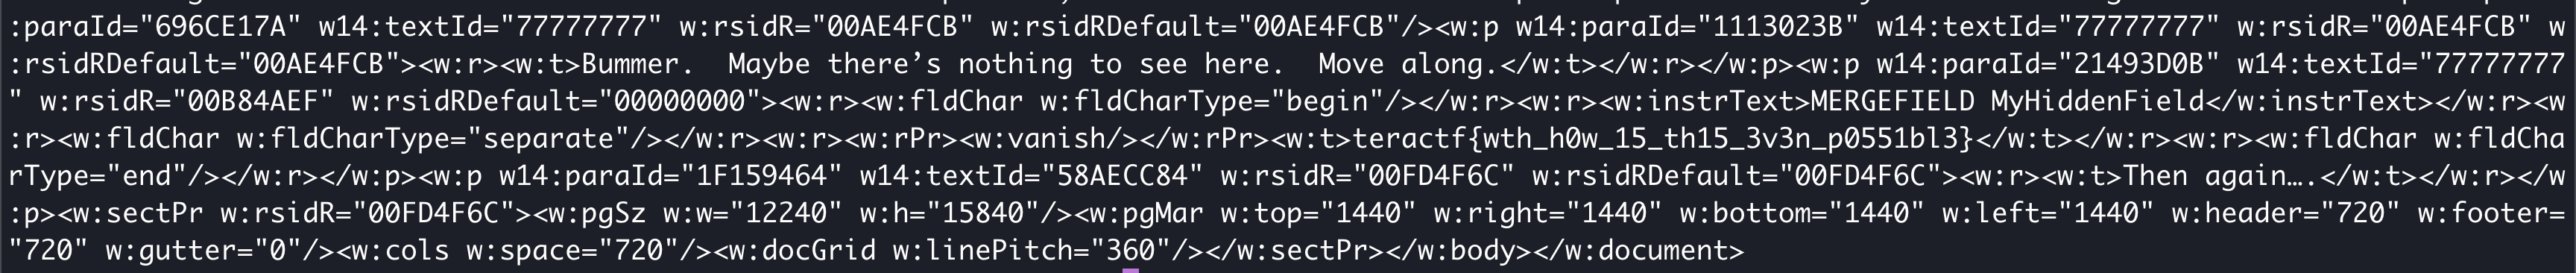 :paraId="696CE17A" w14:textId="77777777" w:rsidR="00AE4FCB" w:rsidRDefault="00AE4FCB"/><w:p w14:paraId="1113023B" w14:textId="77777777" w:rsidR="00AE4FCB" w
:rsidRDefault="00AE4FCB"><w:r><w:t>Bummer.  Maybe there’s nothing to see here.  Move along.</w:t></w:r></w:p><w:p w14:paraId="21493D0B" w14:textId="77777777
" w:rsidR="00B84AEF" w:rsidRDefault="00000000"><w:r><w:fldChar w:fldCharType="begin"/></w:r><w:r><w:instrText>MERGEFIELD MyHiddenField</w:instrText></w:r><w
:r><w:fldChar w:fldCharType="separate"/></w:r><w:r><w:rPr><w:vanish/></w:rPr><w:t>teractf{wth_h0w_15_th15_3v3n_p0551bl3}</w:t></w:r><w:r><w:fldChar w:fldCha
rType="end"/></w:r></w:p><w:p w14:paraId="1F159464" w14:textId="58AECC84" w:rsidR="00FD4F6C" w:rsidRDefault="00FD4F6C"><w:r><w:t>Then again….</w:t></w:r></w
:p><w:sectPr w:rsidR="00FD4F6C"><w:pgSz w:w="12240" w:h="15840"/><w:pgMar w:top="1440" w:right="1440" w:bottom="1440" w:left="1440" w:header="720" w:footer=
"720" w:gutter="0"/><w:cols w:space="720"/><w:docGrid w:linePitch="360"/></w:sectPr></w:body></w:document>